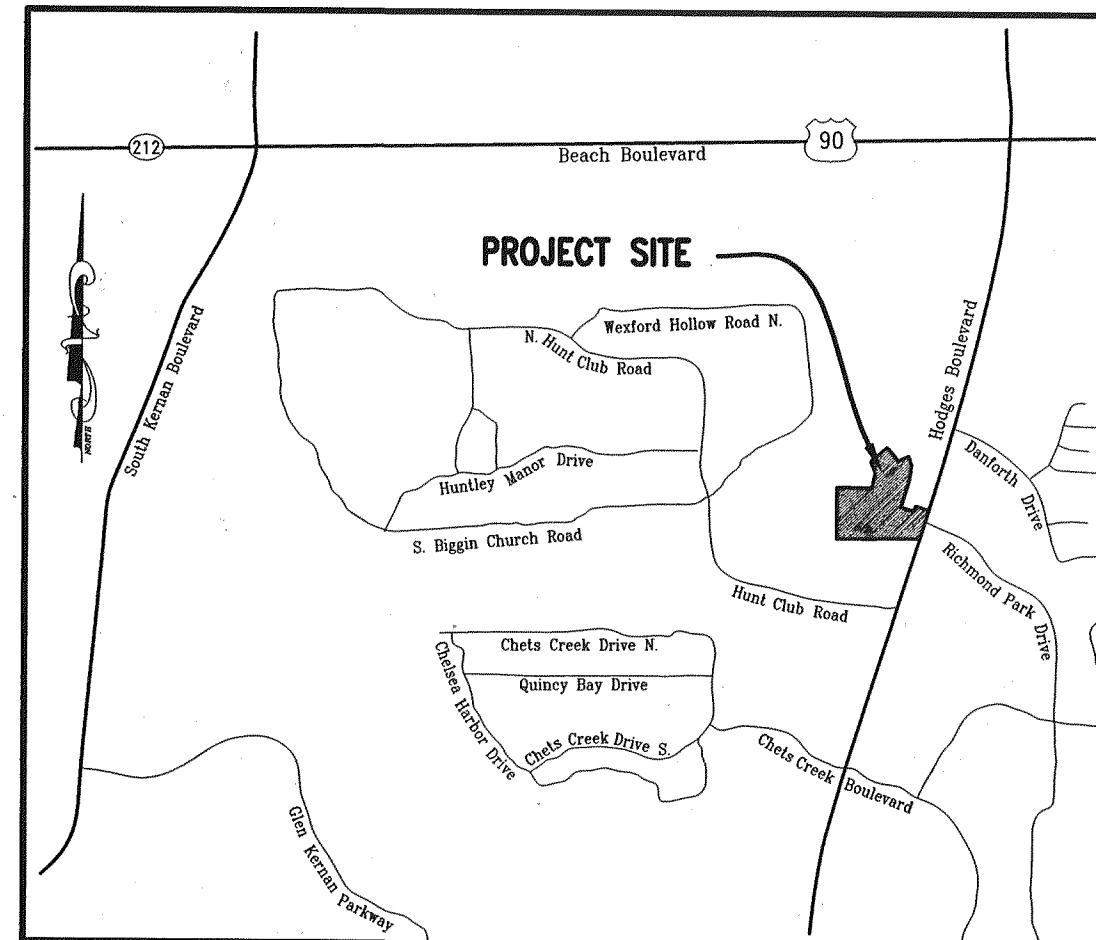 212
90
Beach Boulevard
PROJECT SITE
NORTH
South Kernan Boulevard
Wexford Hollow Road N.
N. Hunt Club Road
Hodges Boulevard
Huntley Manor Drive
Danforth Drive
S. Biggin Church Road
Richmond Park Drive
Hunt Club Road
Chets Creek Drive N.
Chelsea Harbor Drive
Quincy Bay Drive
Chets Creek Drive S.
Chets Creek Boulevard
Glen Kernan Parkway